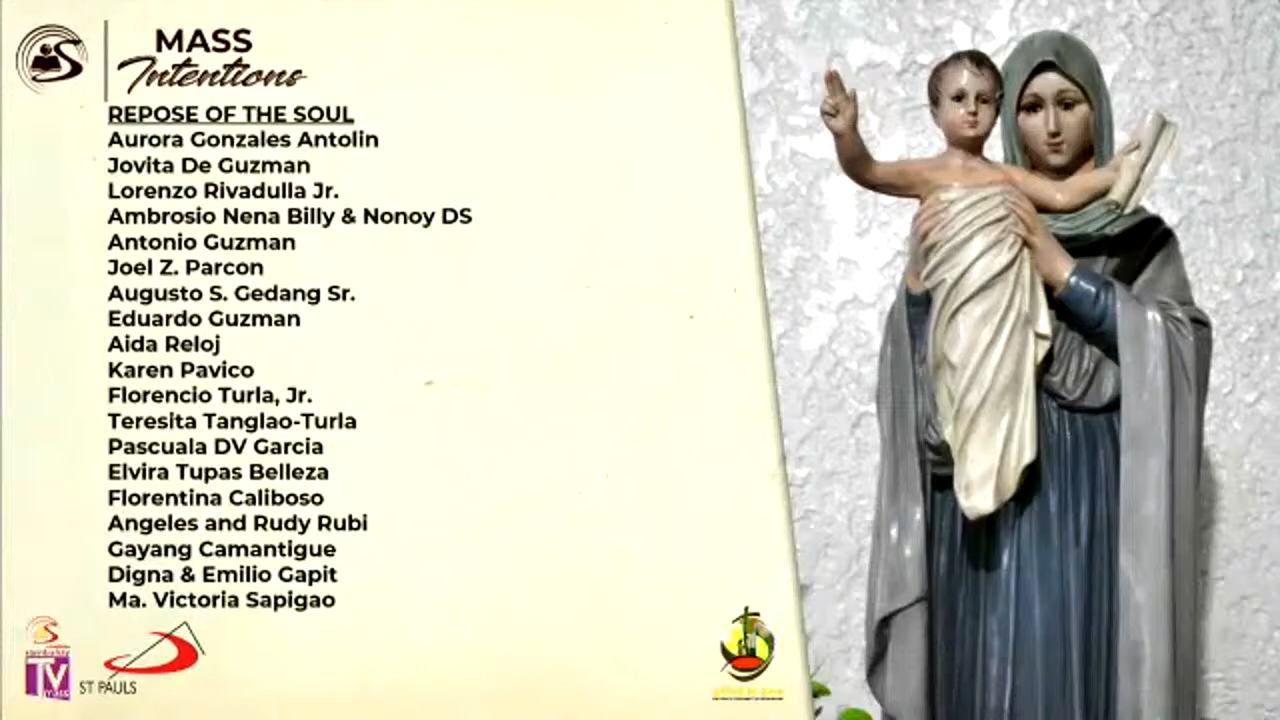 MASS
Intentions
REPOSE OF THE SOUL
Aurora Gonzales Antolin
Jovita De Guzman
Lorenzo Rivadulla Jr.
Ambrosio Nena Billy & Nonoy DS
Antonio Guzman
Joel Z. Parcon
Augusto S. Gedang Sr.
Eduardo Guzman
Aida Reloj
Karen Pavico
Florencio Turla, Jr.
Teresita Tanglao-Turla
Pascuala DV Garcia
Elvira Tupas Belleza
Florentina Caliboso
Angeles and Rudy Rubi
Gayang Camantigue
Digna & Emilio Gapit
Ma. Victoria Sapigao
TV
mass
ST PAULS